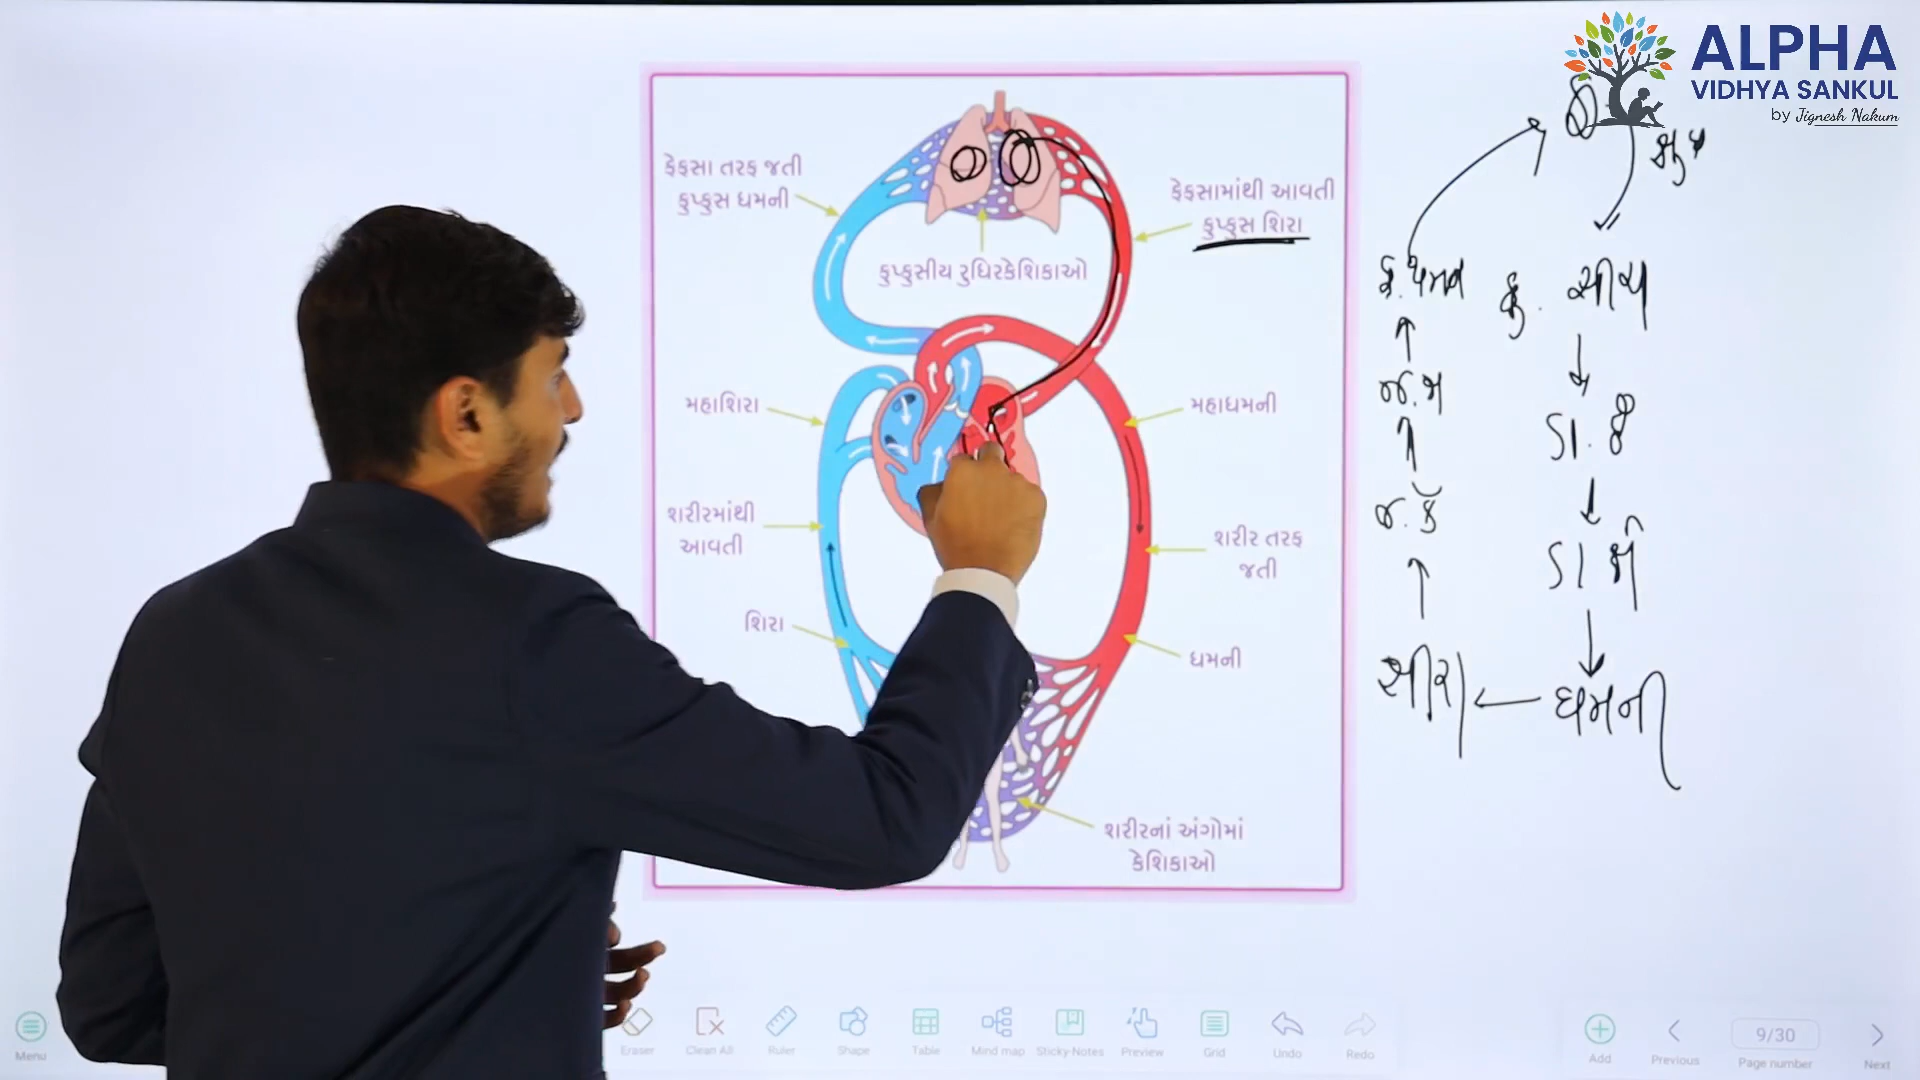 ALPHA
VIDHYA SANKUL
by Jignesh Nakum
ફેફસા તરફ જતી
ફુપ્ફુસ ધમની
ફેફસામાંથી આવતી
ફુપ્ફુસ શિરા
ફુપ્ફુસીય રુધિરકેશિકાઓ
મહાશિરા
મહાધમની
શરીરમાંથી
આવતી
શરીર તરફ
જતી
શિરા
ધમની
શરીરનાં અંગોમાં
કેશિકાઓ
ધમની
Menu
Eraser
Clean All
Ruler
Shape
Table
Mind map
Sticky-Notes
Preview
Grid
Undo
Redo
Add
Previous
9/30
Page number
Next